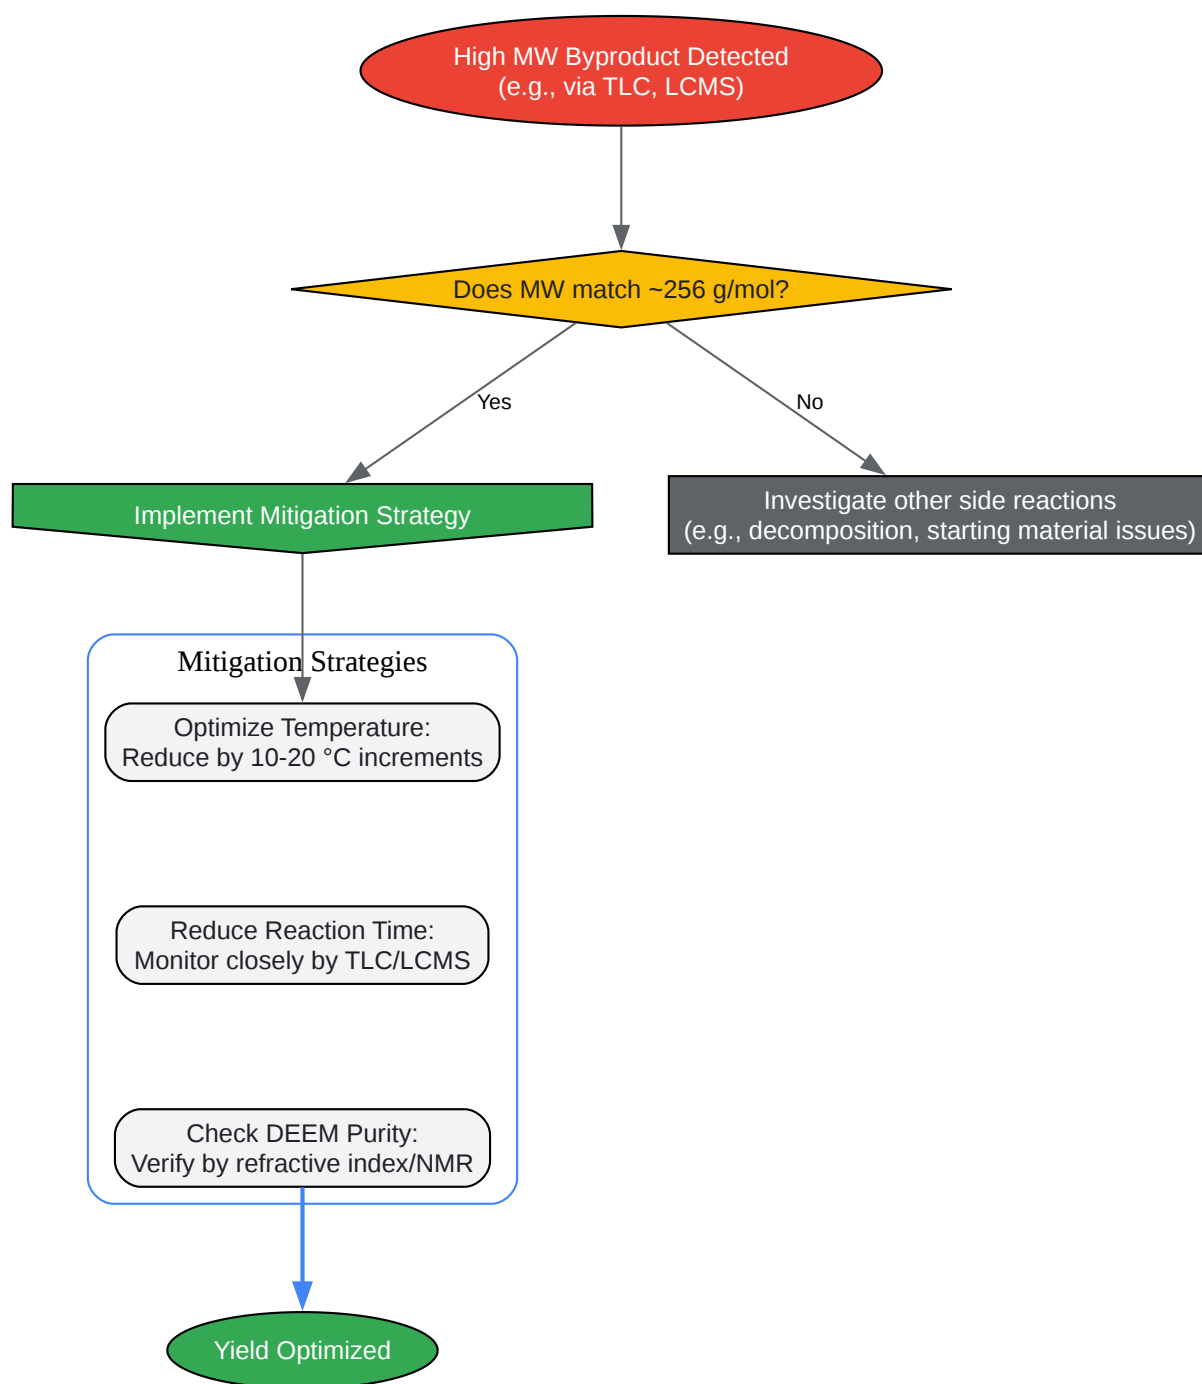 High MW Byproduct Detected
(e.g., via TLC, LCMS)
Does MW match ~256 g/mol?
Yes
No
Implement Mitigation Strategy
Investigate other side reactions
(e.g., decomposition, starting material issues)
Mitigation Strategies
Optimize Temperature:
Reduce by 10-20 °C increments
Reduce Reaction Time:
Monitor closely by TLC/LCMS
Check DEEM Purity:
Verify by refractive index/NMR
Yield Optimized